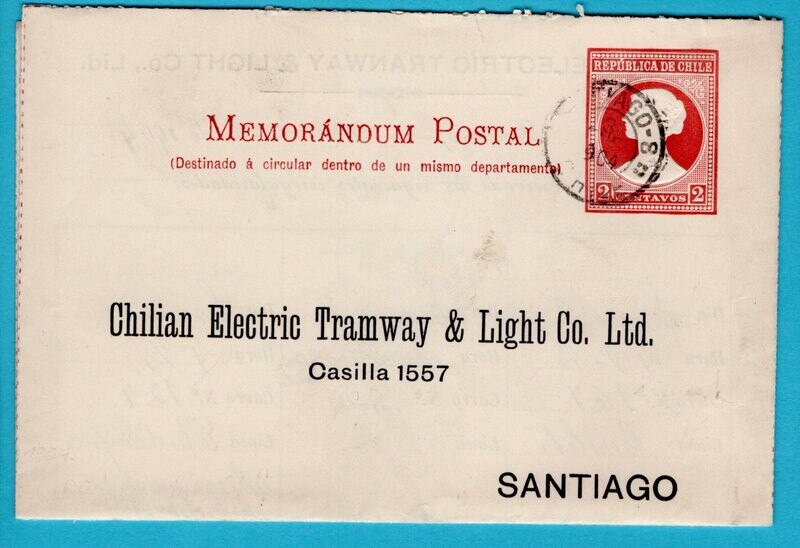 REPÚBLICA DE CHILE
2 CENTAVOS 2
MEMORÁNDUM POSTAL
(Destinado á circular dentro de un mismo departamento)
Chilian Electric Tramway & Light Co. Ltd.
Casilla 1557
SANTIAGO